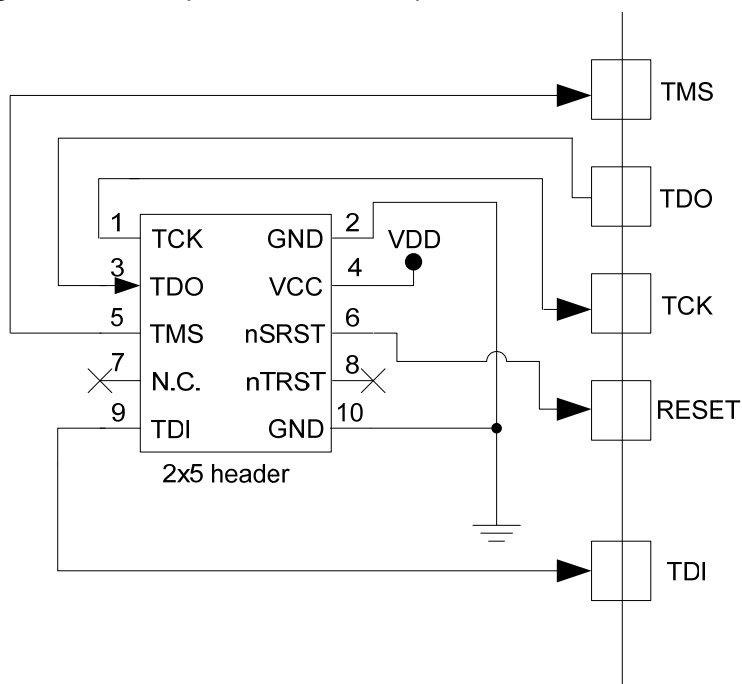 TMS
TDO
1 TCK GND 2 VDD
3 TDO VCC 4
TCK
5 TMS nSRST 6
7 N.C. nTRST 8
RESET
9 TDI GND 10
2x5 header
TDI